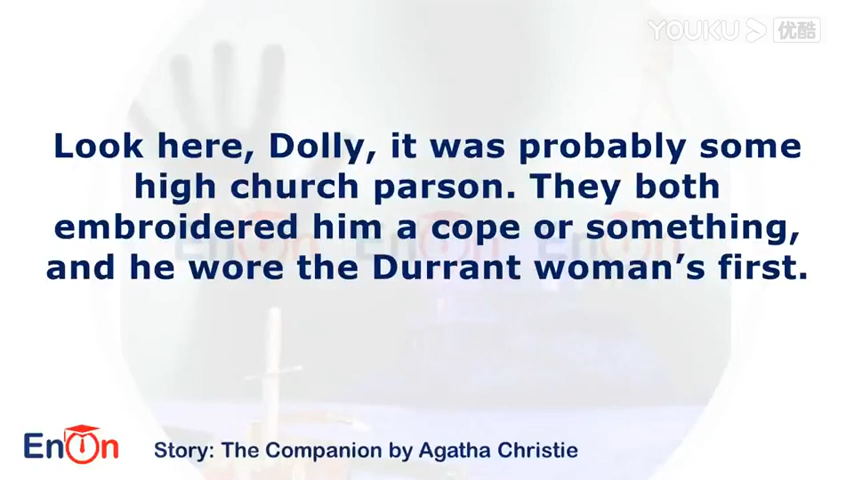 YOUKU 优酷
Look here, Dolly, it was probably some
high church parson. They both
embroidered him a cope or something,
and he wore the Durrant woman's first.
EnOn
Story: The Companion by Agatha Christie